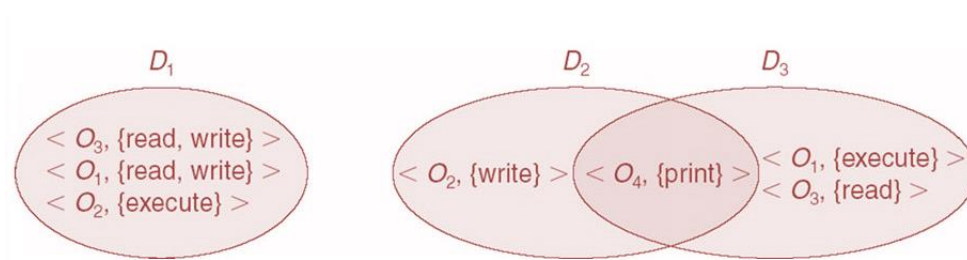 D₁
< O₃, {read, write} >
< O₁, {read, write} >
< O₂, {execute} >
D₂
D₃
< O₂, {write} >
< O₄, {print} >
< O₁, {execute} >
< O₃, {read} >